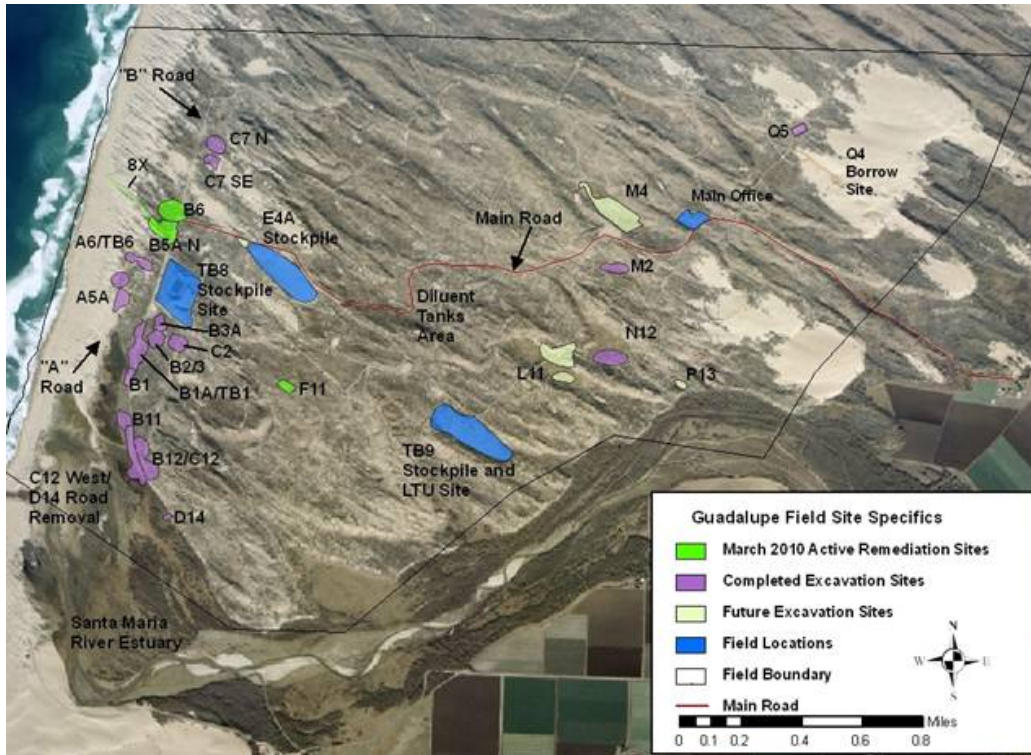 "B" Road
C7 N
C7 SE
8X
B6
B5A N
A6/TB6
E4A
Stockpile
A5A
TB8
Stockpile
Site
"A"
Road
B3A
C2
B2/3
B1
B1A/TB1
B11
B12/C12
C12 West/
D14 Road
Removal
D14
F11
Main Road
Diluent
Tanks
Area
M4
Main Office
M2
Q5
Q4
Borrow
Site
N12
L11
P13
TB9
Stockpile and
LTU Site
Santa Maria
River Estuary
Guadalupe Field Site Specifics
March 2010 Active Remediation Sites
Completed Excavation Sites
Future Excavation Sites
Field Locations
Field Boundary
Main Road
N
W E
S
Miles
0 0.1 0.2 0.4 0.6 0.8